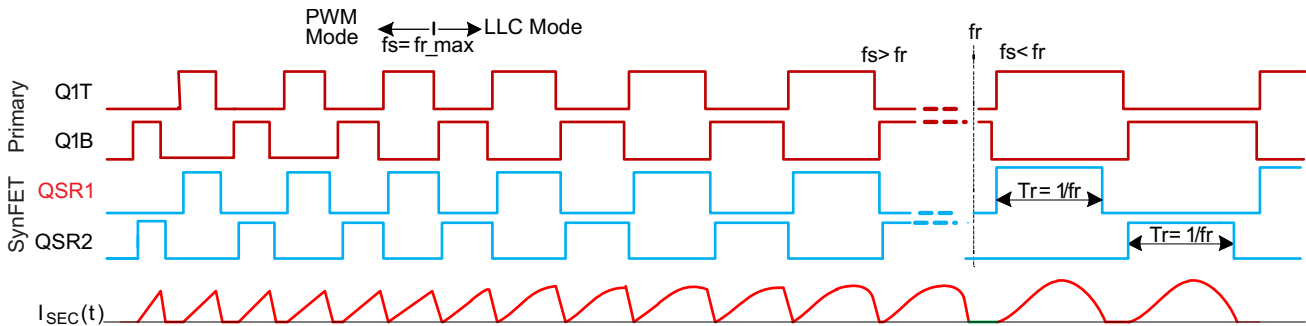 PWM Mode
fs= fr_max
LLC Mode
fr
fs> fr
fs< fr
Primary
Q1T
Q1B
SynFET
QSR1
Tr= 1/fr
QSR2
Tr= 1/fr
ISEC(t)